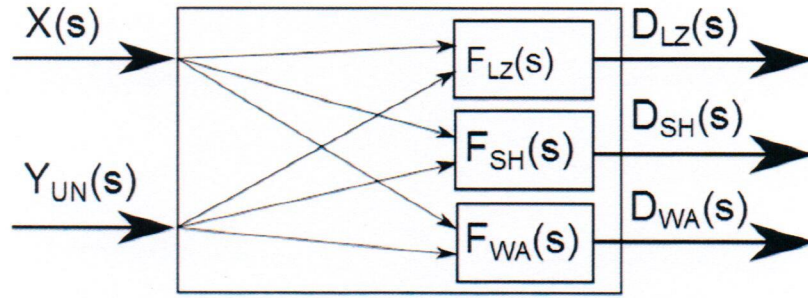 X(s)
Y_UN(s)
F_LZ(s)
F_SH(s)
F_WA(s)
D_LZ(s)
D_SH(s)
D_WA(s)